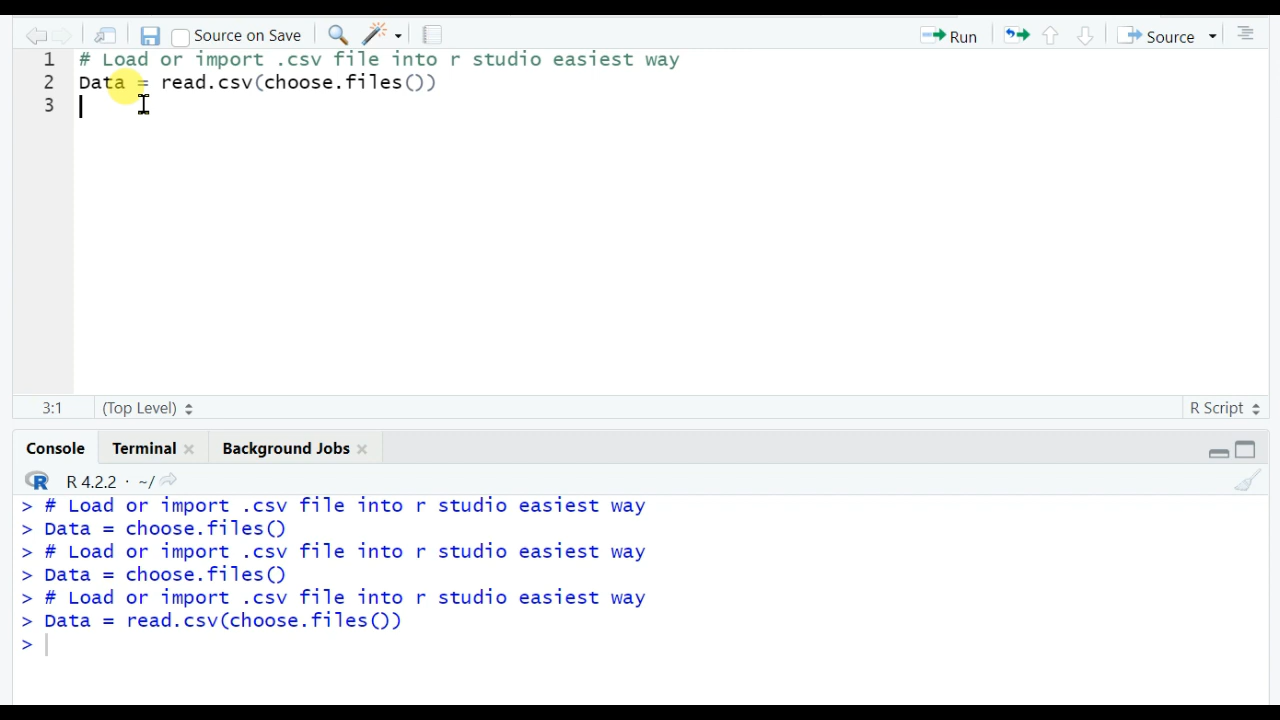 Source on Save
Run
Source
1 # Load or import .csv file into r studio easiest way
2 Data = read.csv(choose.files())
3
3:1
(Top Level)
R Script
Console
Terminal
Background Jobs
R 4.2.2 · ~/
> # Load or import .csv file into r studio easiest way
> Data = choose.files()
> # Load or import .csv file into r studio easiest way
> Data = choose.files()
> # Load or import .csv file into r studio easiest way
> Data = read.csv(choose.files())
>